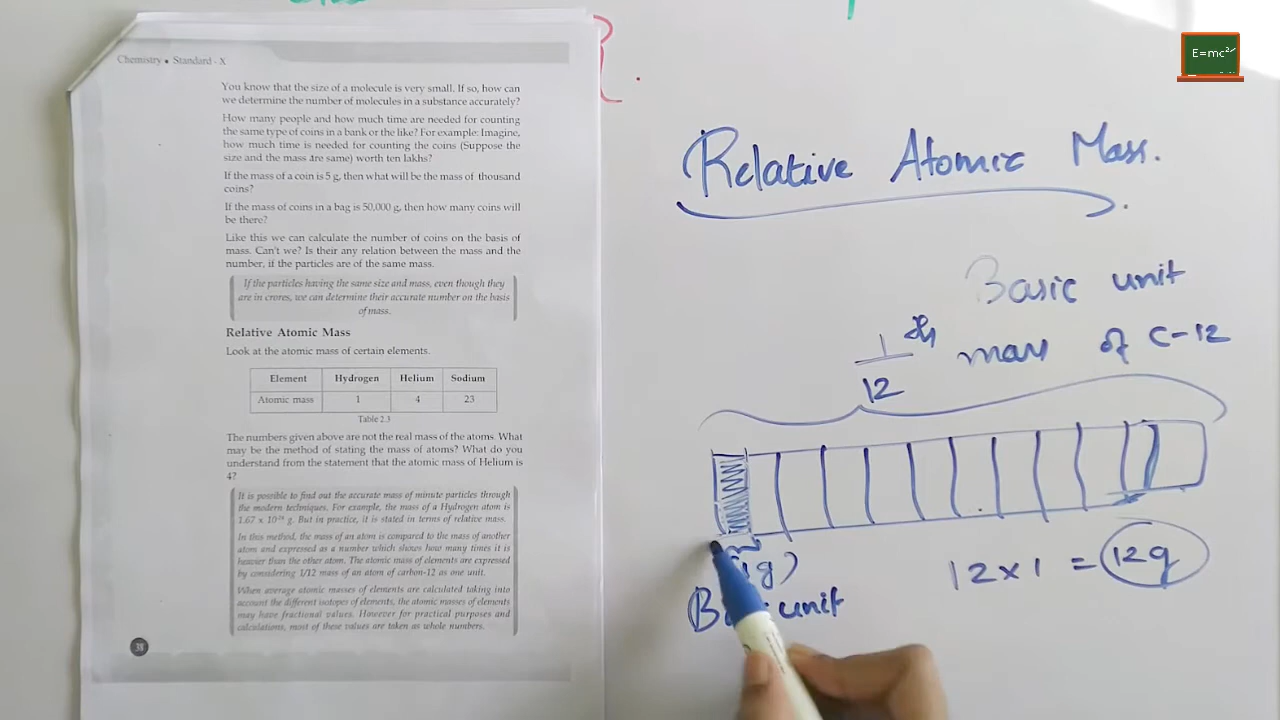 Chemistry • Standard - X
You know that the size of a molecule is very small. If so, how can
we determine the number of molecules in a substance accurately?
How many people and how much time are needed for counting
the same type of coins in a bank or the like? For example: Imagine,
how much time is needed for counting the coins (Suppose the
size and the mass are same) worth ten lakhs?
If the mass of a coin is 5 g, then what will be the mass of thousand
coins?
If the mass of coins in a bag is 50,000 g, then how many coins will
be there?
Like this we can calculate the number of coins on the basis of
mass. Can't we? Is their any relation between the mass and the
number, if the particles are of the same mass.
If the particles having the same size and mass, even though they
are in crores, we can determine their accurate number on the basis
of mass.
Relative Atomic Mass
Look at the atomic mass of certain elements.
Element Hydrogen Helium Sodium
Atomic mass 1 4 23
Table 2.3
The numbers given above are not the real mass of the atoms. What
may be the method of stating the mass of atoms? What do you
understand from the statement that the atomic mass of Helium is
4?
It is possible to find out the accurate mass of minute particles through
the modern techniques. For example, the mass of a Hydrogen atom is
1.67 x 10 g. But in practice, it is stated in terms of relative mass.
In this method, the mass of an atom is compared to the mass of another
atom and expressed as a number which shows how many times it is
heavier than the other atom. The atomic mass of elements are expressed
by considering 1/12 mass of an atom of carbon-12 as one unit.
When average atomic masses of elements are calculated taking into
account the different isotopes of elements, the atomic masses of elements
may have fractional values. However for practical purposes and
calculations, most of these values are taken as whole numbers.
38
E=mc²
Relative Atomic Mass.
Basic unit
1/12 th mass of C-12
1g)
12×1 = 12g
unit